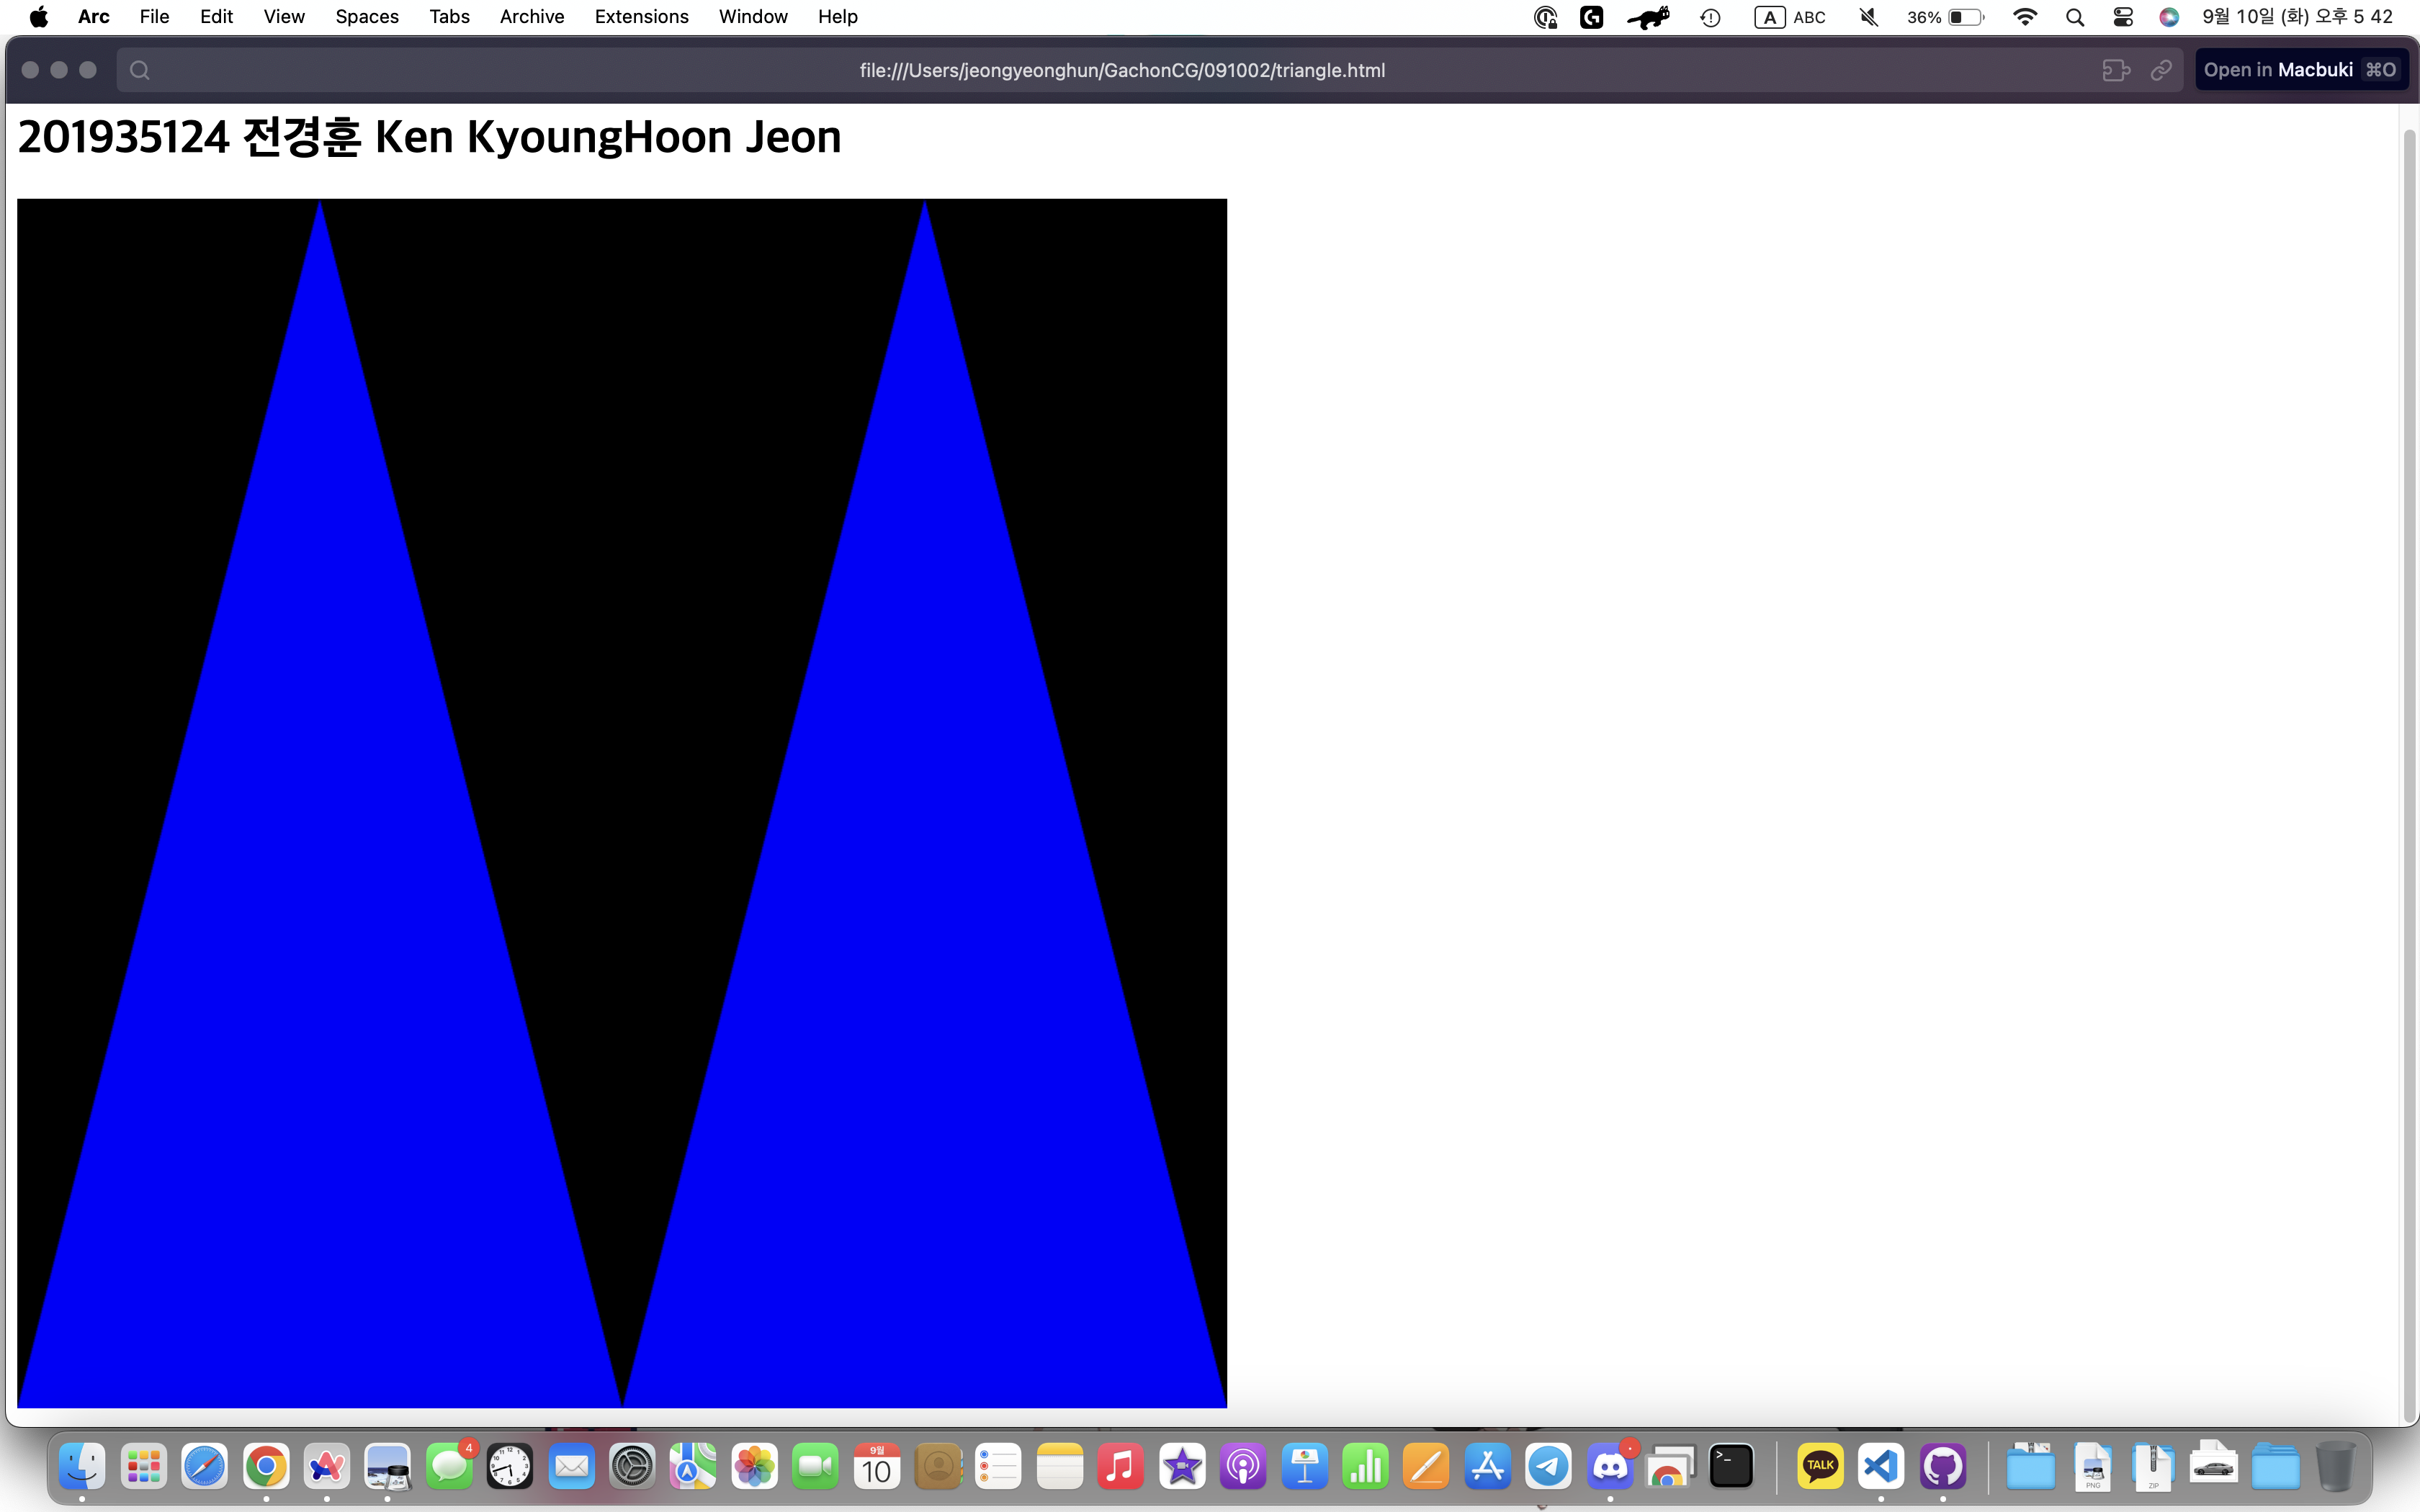 Arc File Edit View Spaces Tabs Archive Extensions Window Help A ABC 36% 9월 10일 (화) 오후 5 42
file:///Users/jeongyeonghun/GachonCG/091002/triangle.html Open in Macbuki ⌘O
201935124 전경훈 Ken KyoungHoon Jeon
4 9월 10 TALK PNG ZIP